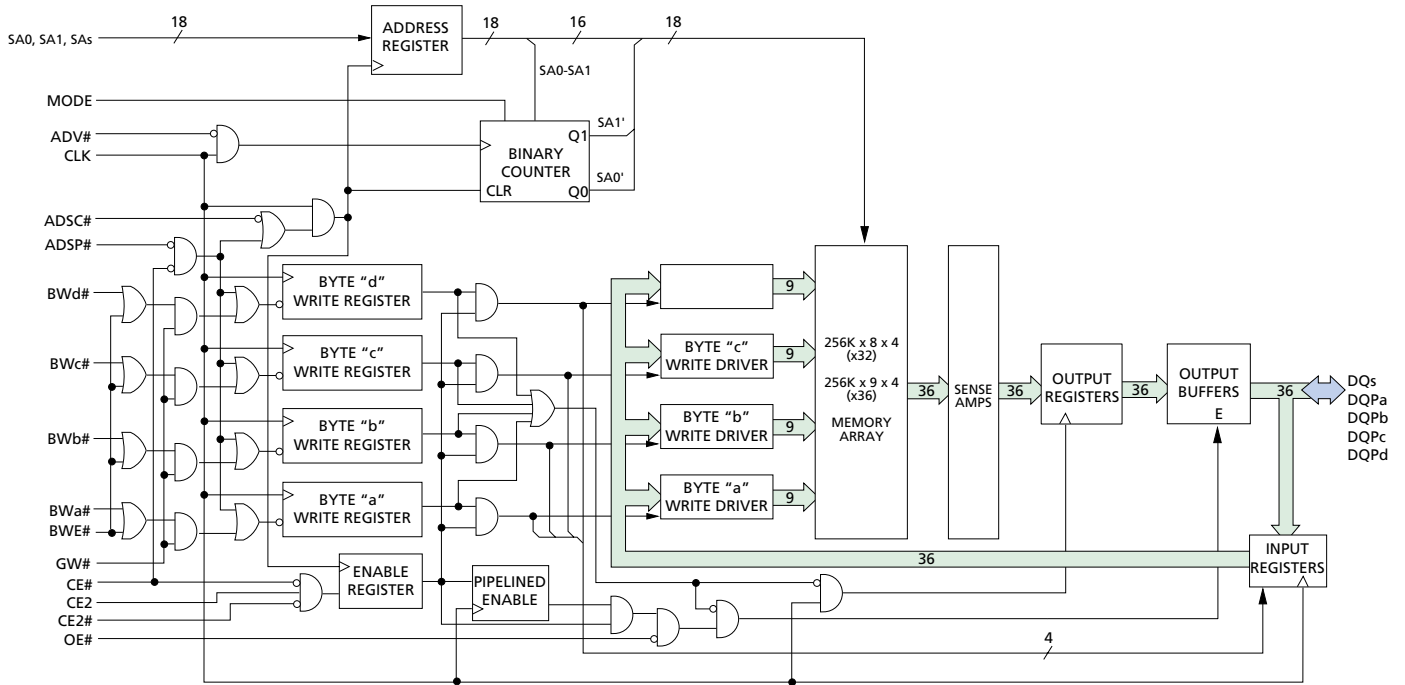 18
SA0, SA1, SAs
ADDRESS
REGISTER
18
16
18
SA0-SA1
MODE
ADV#
CLK
BINARY
COUNTER
CLR
Q1
Q0
SA1'
SA0'
ADSC#
ADSP#
BWd#
BWc#
BWb#
BWa#
BWE#
GW#
CE#
CE2
CE2#
OE#
BYTE “d”
WRITE REGISTER
BYTE “c”
WRITE REGISTER
BYTE “b”
WRITE REGISTER
BYTE “a”
WRITE REGISTER
ENABLE
REGISTER
PIPELINED
ENABLE
9
BYTE “c”
WRITE DRIVER
9
BYTE “b”
WRITE DRIVER
9
BYTE “a”
WRITE DRIVER
9
256K x 8 x 4
(x32)
256K x 9 x 4
(x36)
MEMORY
ARRAY
36
SENSE
AMPS
36
OUTPUT
REGISTERS
36
OUTPUT
BUFFERS
E
36
DQs
DQPa
DQPb
DQPc
DQPd
INPUT
REGISTERS
36
4